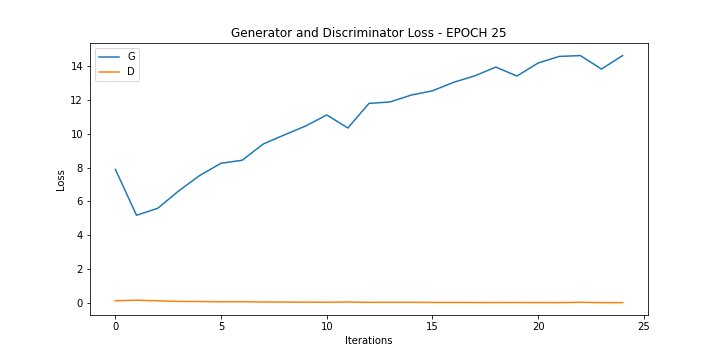 Generator and Discriminator Loss - EPOCH 25
G
D
14
12
10
8
6
4
2
0
Loss
0 5 10 15 20 25
Iterations